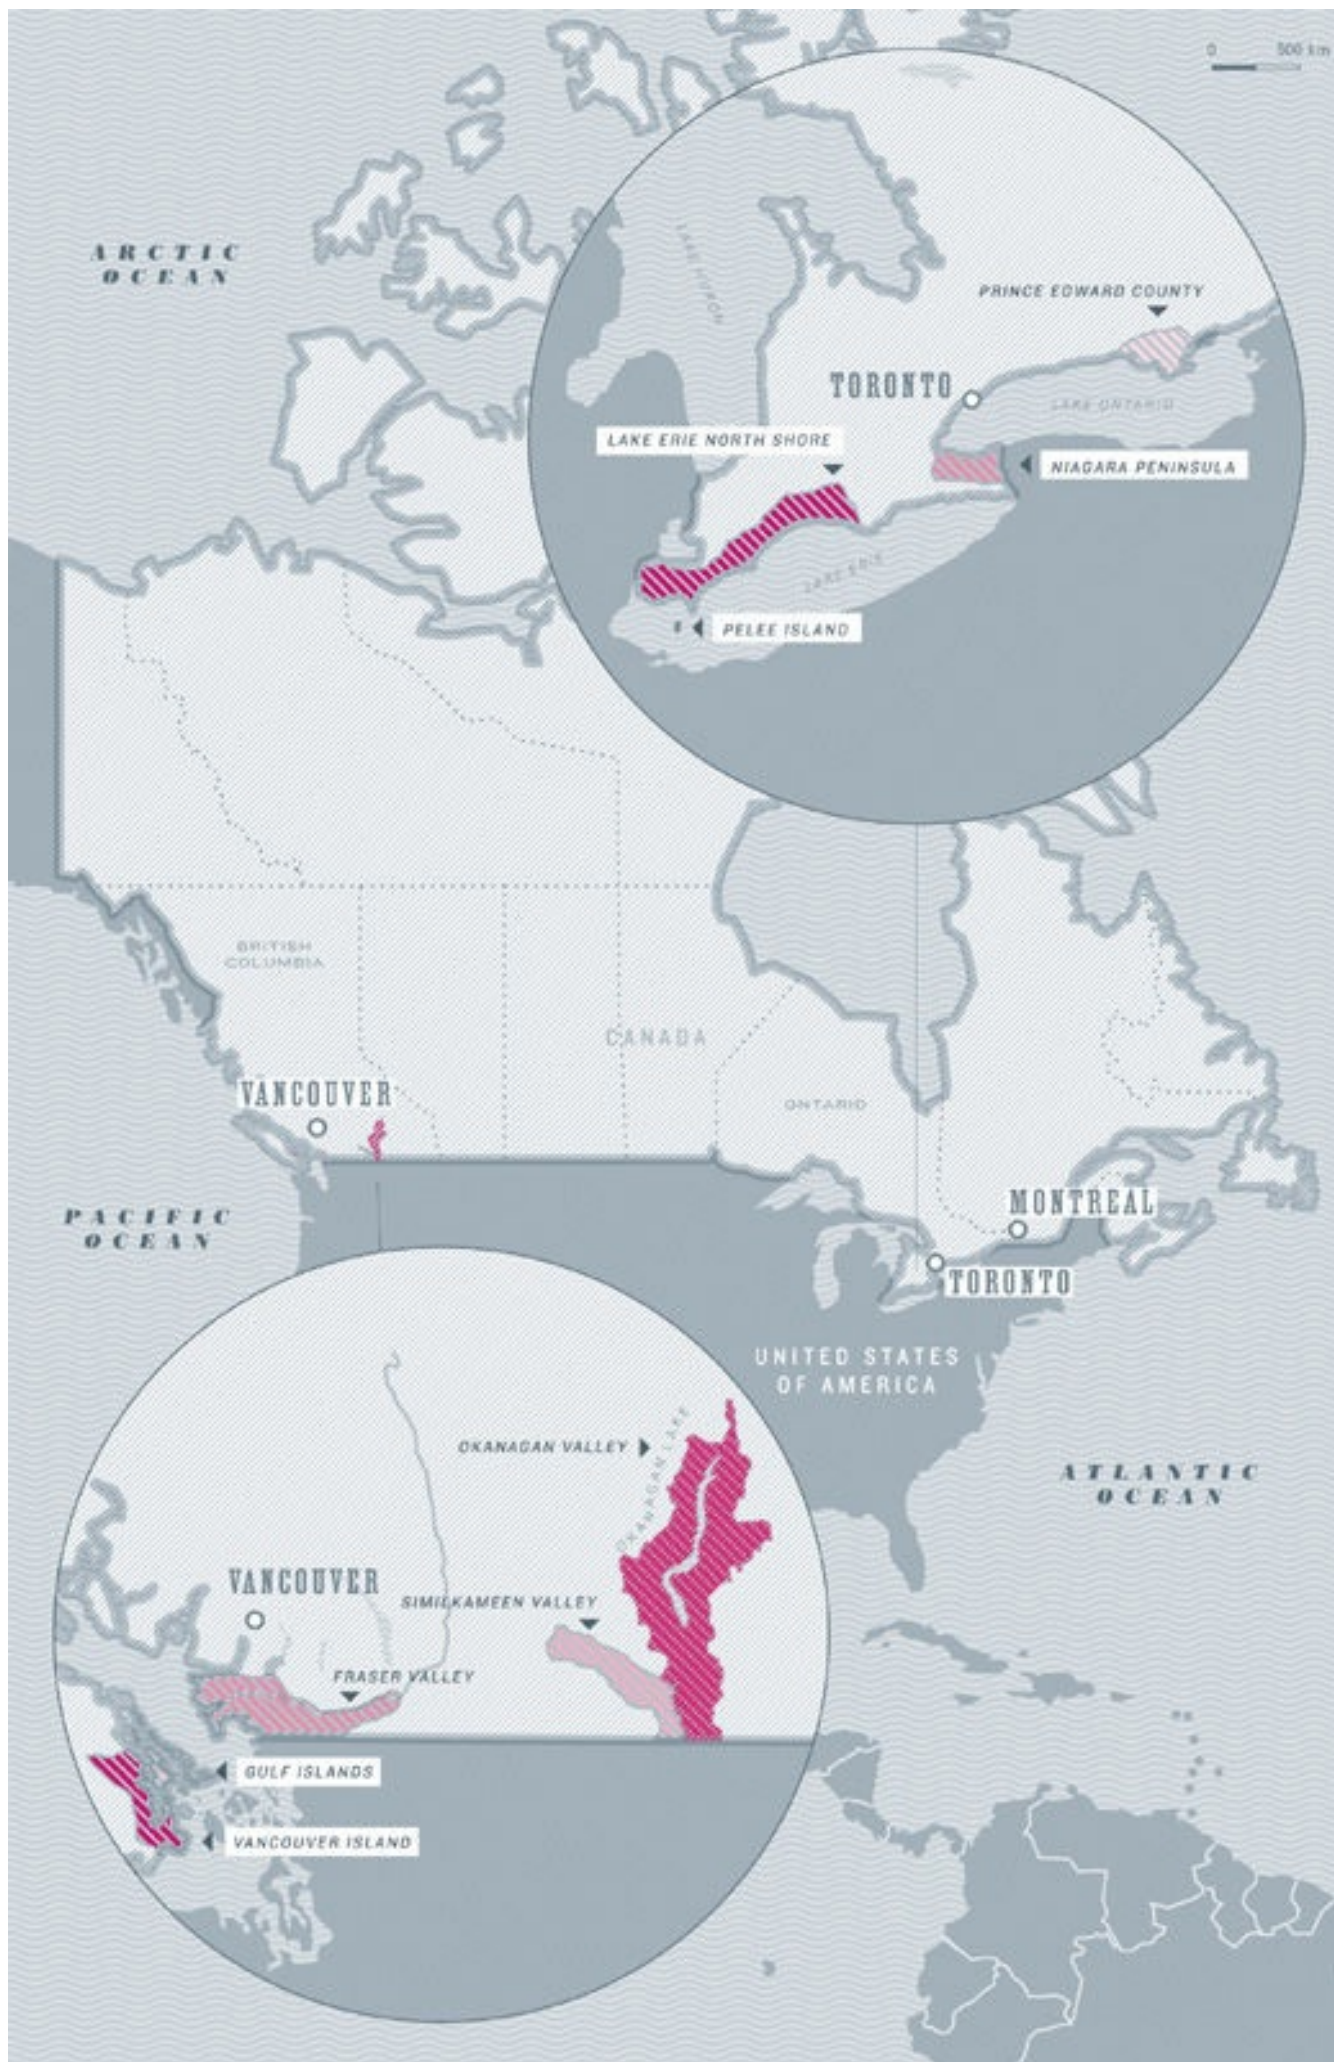 0 500 km
ARCTIC
OCEAN
LAKE HURON
PRINCE EDWARD COUNTY
TORONTO
LAKE ONTARIO
LAKE ERIE NORTH SHORE
NIAGARA PENINSULA
LAKE ERIE
PELEE ISLAND
BRITISH
COLUMBIA
CANADA
VANCOUVER
ONTARIO
MONTREAL
PACIFIC
OCEAN
TORONTO
UNITED STATES
OF AMERICA
OKANAGAN VALLEY
OKANAGAN LAKE
ATLANTIC
OCEAN
VANCOUVER
SIMILKAMEEN VALLEY
FRASER VALLEY
GULF ISLANDS
VANCOUVER ISLAND